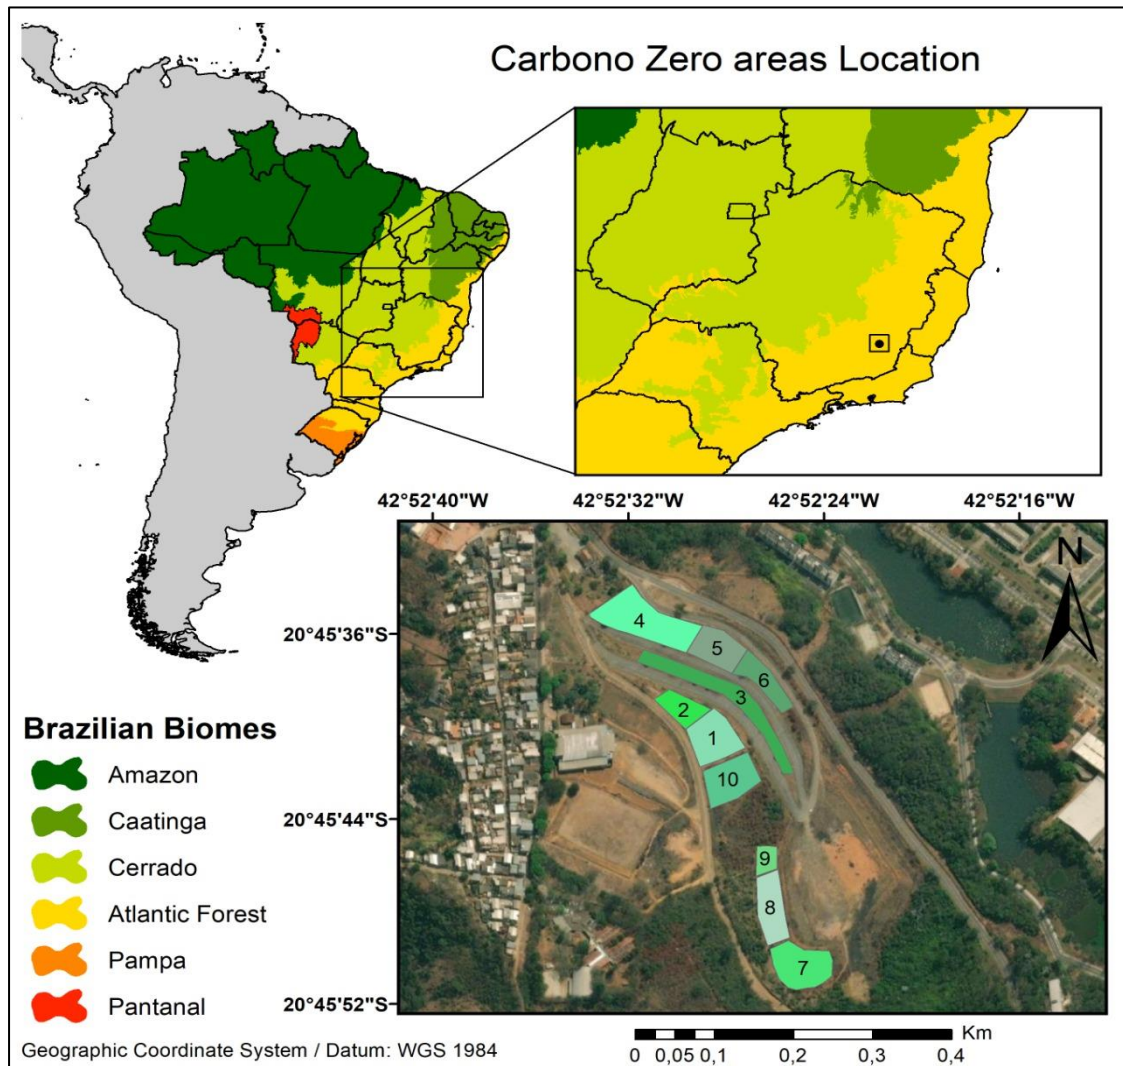 Carbono Zero areas Location
42°52'40"W 42°52'32"W 42°52'24"W 42°52'16"W
N
20°45'36"S
20°45'44"S
20°45'52"S
4
5
6
3
2
1
10
9
8
7
Brazilian Biomes
Amazon
Caatinga
Cerrado
Atlantic Forest
Pampa
Pantanal
Km
0 0,05 0,1 0,2 0,3 0,4
Geographic Coordinate System / Datum: WGS 1984